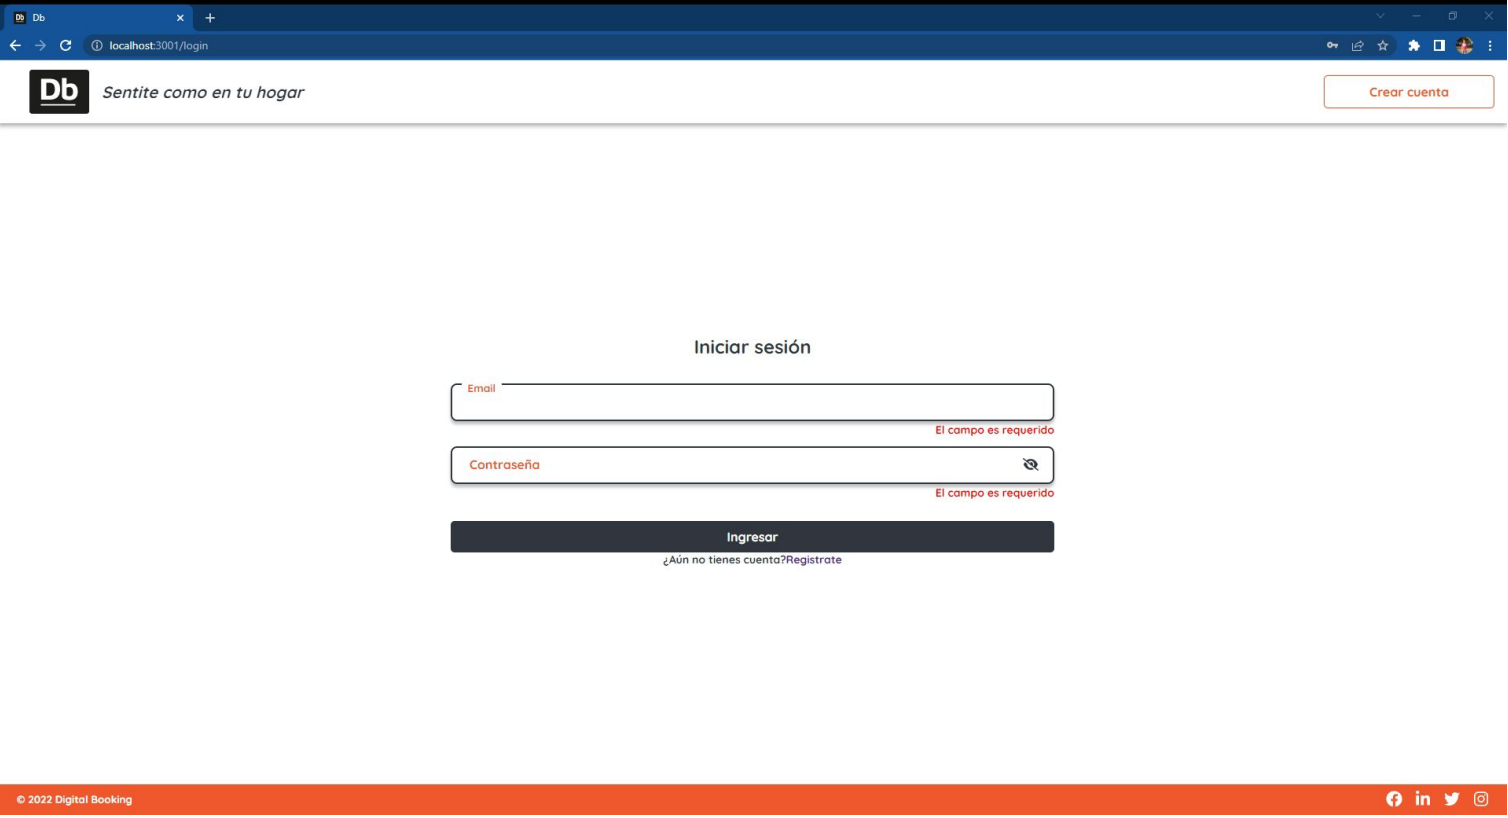 Db
localhost:3001/login
Db Sentite como en tu hogar
Crear cuenta
Iniciar sesión
Email
El campo es requerido
Contraseña
El campo es requerido
Ingresar
¿Aún no tienes cuenta?Registrate
© 2022 Digital Booking